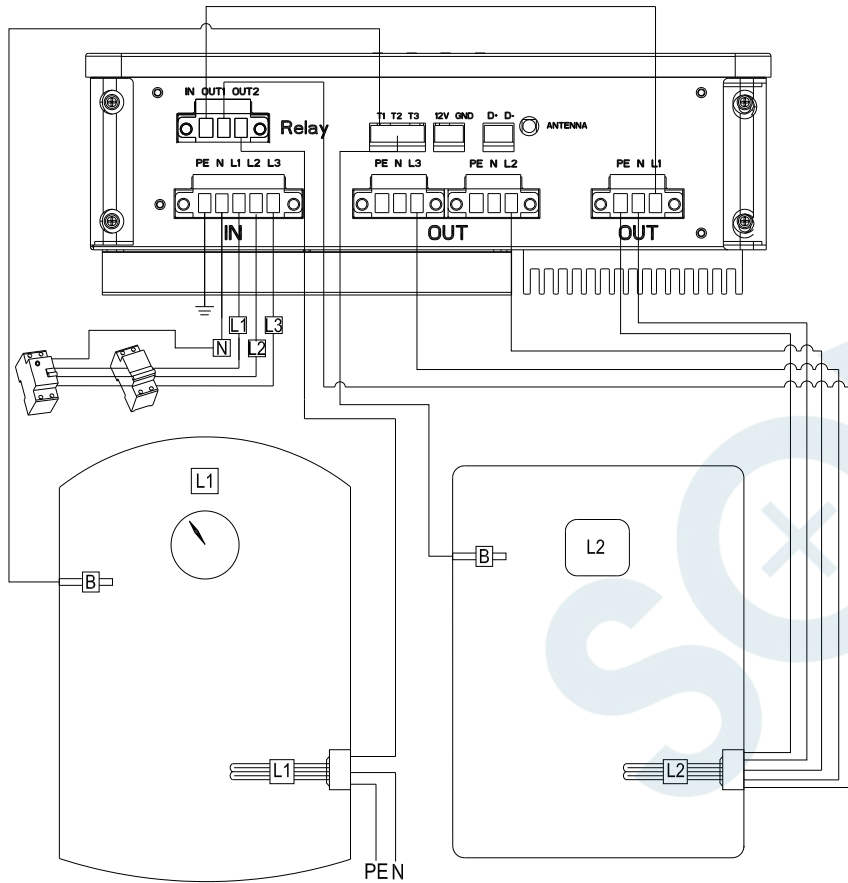 IN OUT1 OUT2
Relay
T1 T2 T3
12V GND
D+ D-
ANTENNA
PE N L1 L2 L3
PE N L3
PE N L2
PE N L1
IN
OUT
OUT
L1
L3
N
L2
L1
B
B
L2
L1
L2
PE N